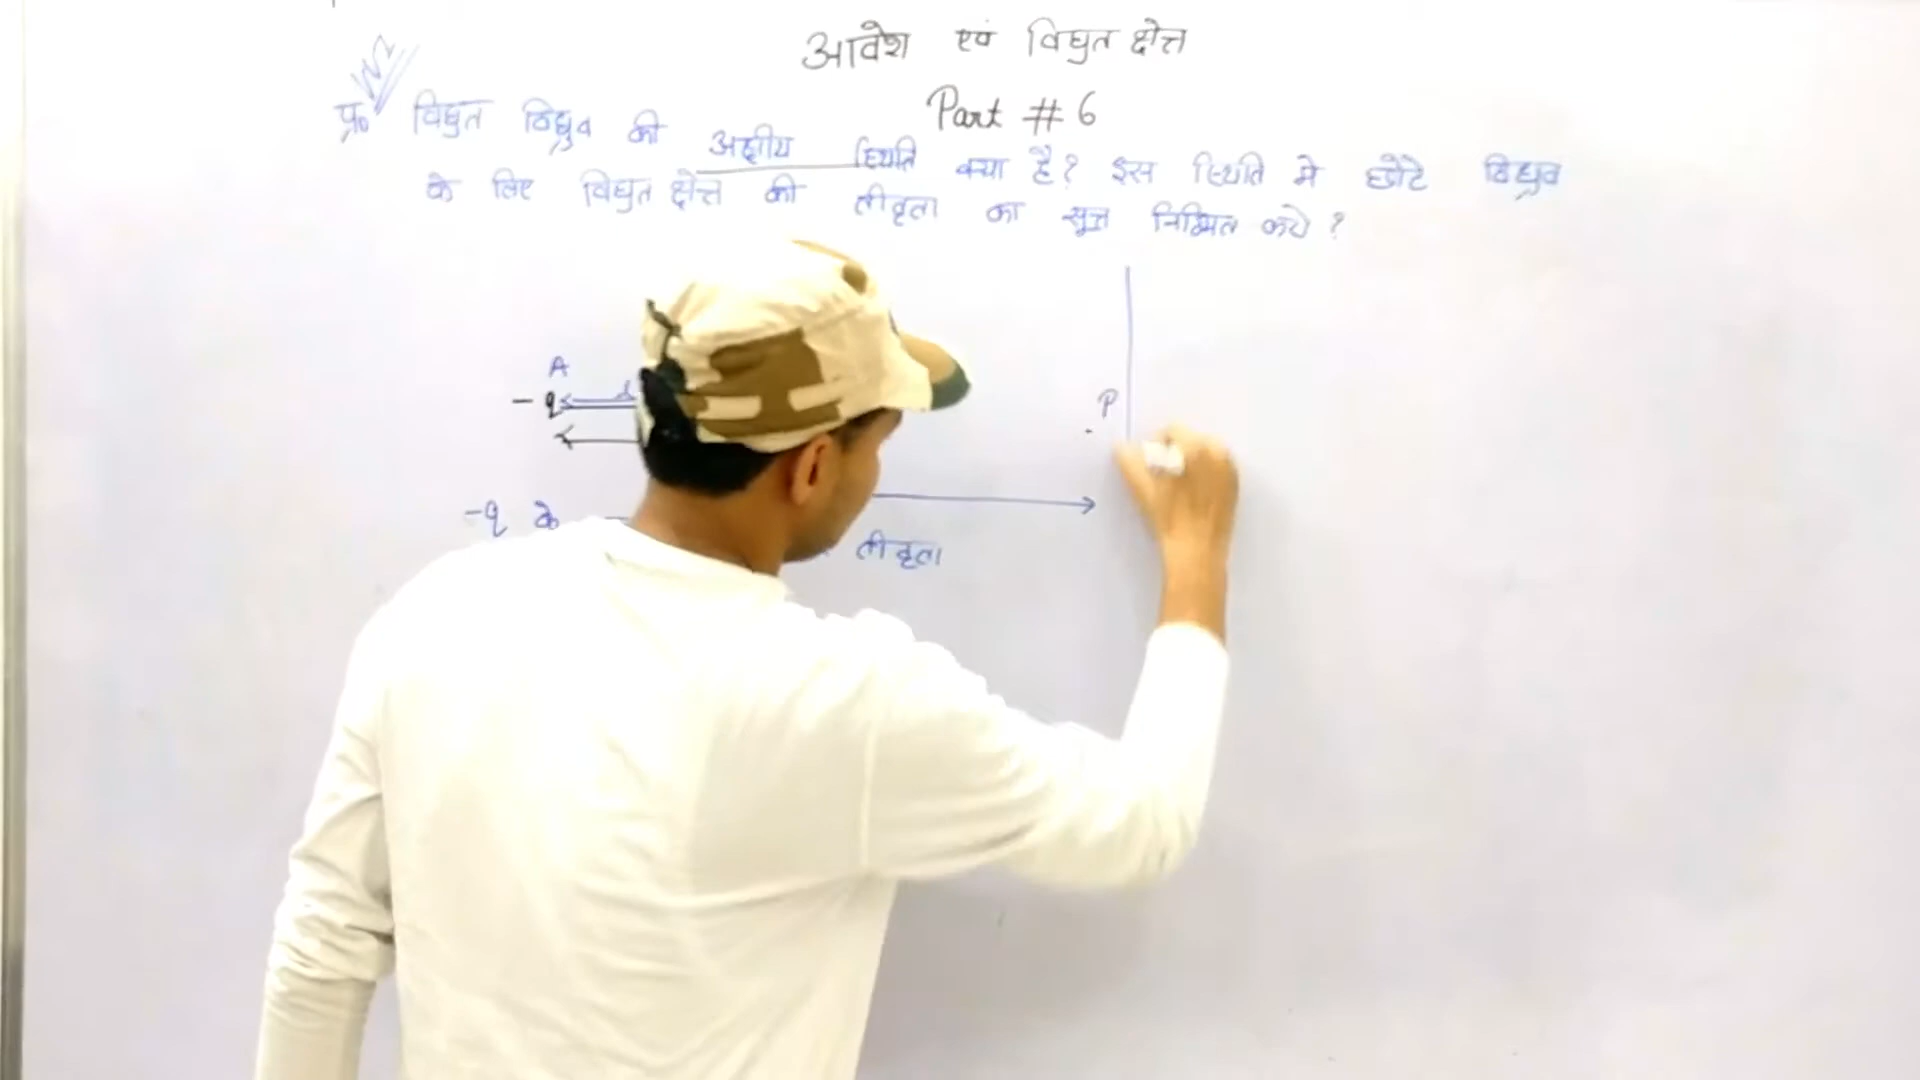 आवेश एवं विघुत क्षेत्त
Part # 6
प्र० विघुत द्विध्रुव की अक्षीय स्थिति क्या है? इस स्थिति मे छोटे द्विध्रुव
के लिए विघुत क्षेत्त की तीव्रता का सूत्र निगमित करो ?
A
P
- q
-q के
तीव्रता